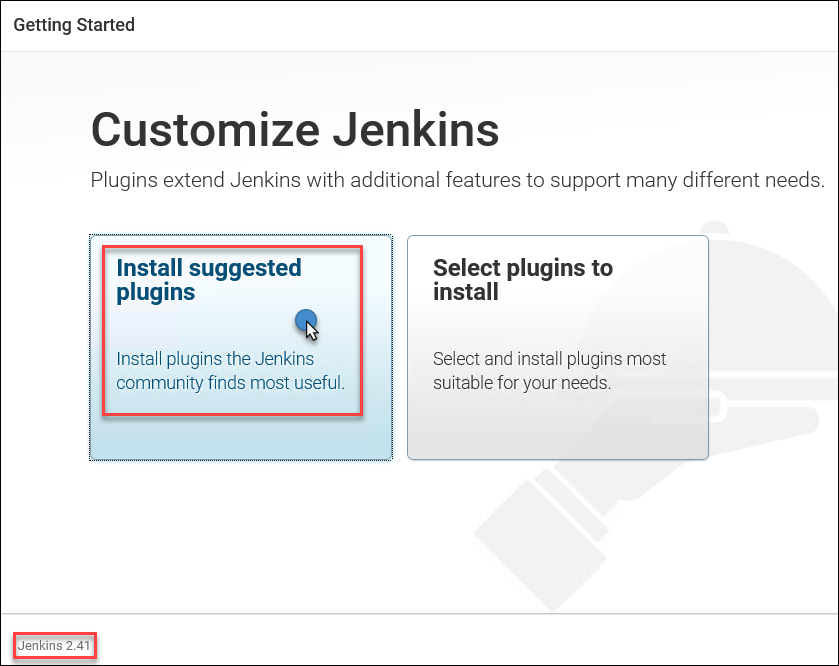 Getting Started
Customize Jenkins
Plugins extend Jenkins with additional features to support many different needs.
Install suggested
plugins
Install plugins the Jenkins
community finds most useful.
Select plugins to
install
Select and install plugins most
suitable for your needs.
Jenkins 2.41